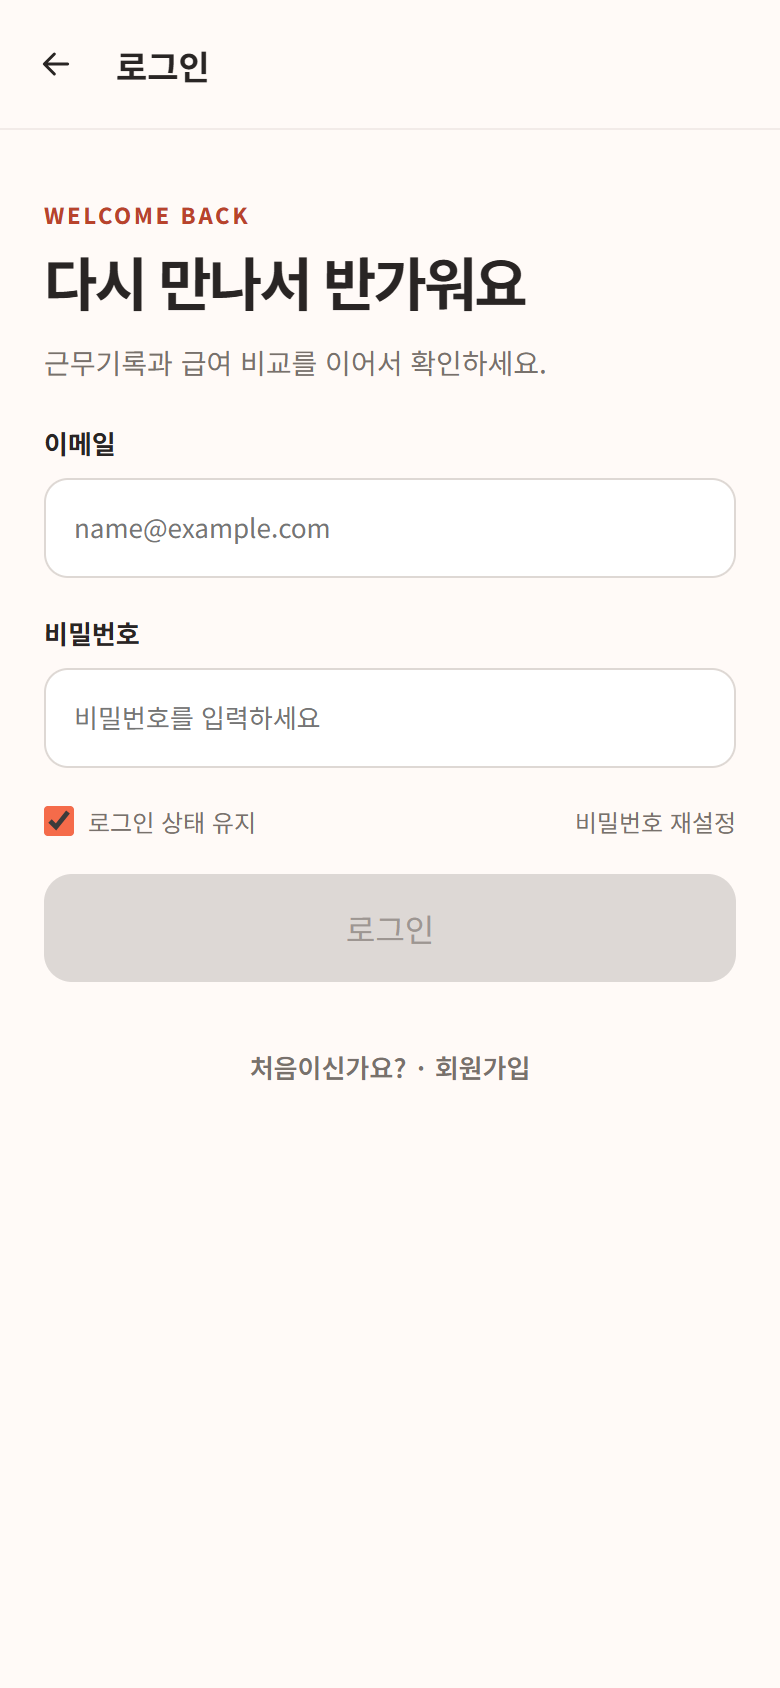 로그인
WELCOME BACK
다시 만나서 반가워요
근무기록과 급여 비교를 이어서 확인하세요.
이메일
name@example.com
비밀번호
비밀번호를 입력하세요
로그인 상태 유지
비밀번호 재설정
로그인
처음이신가요? · 회원가입